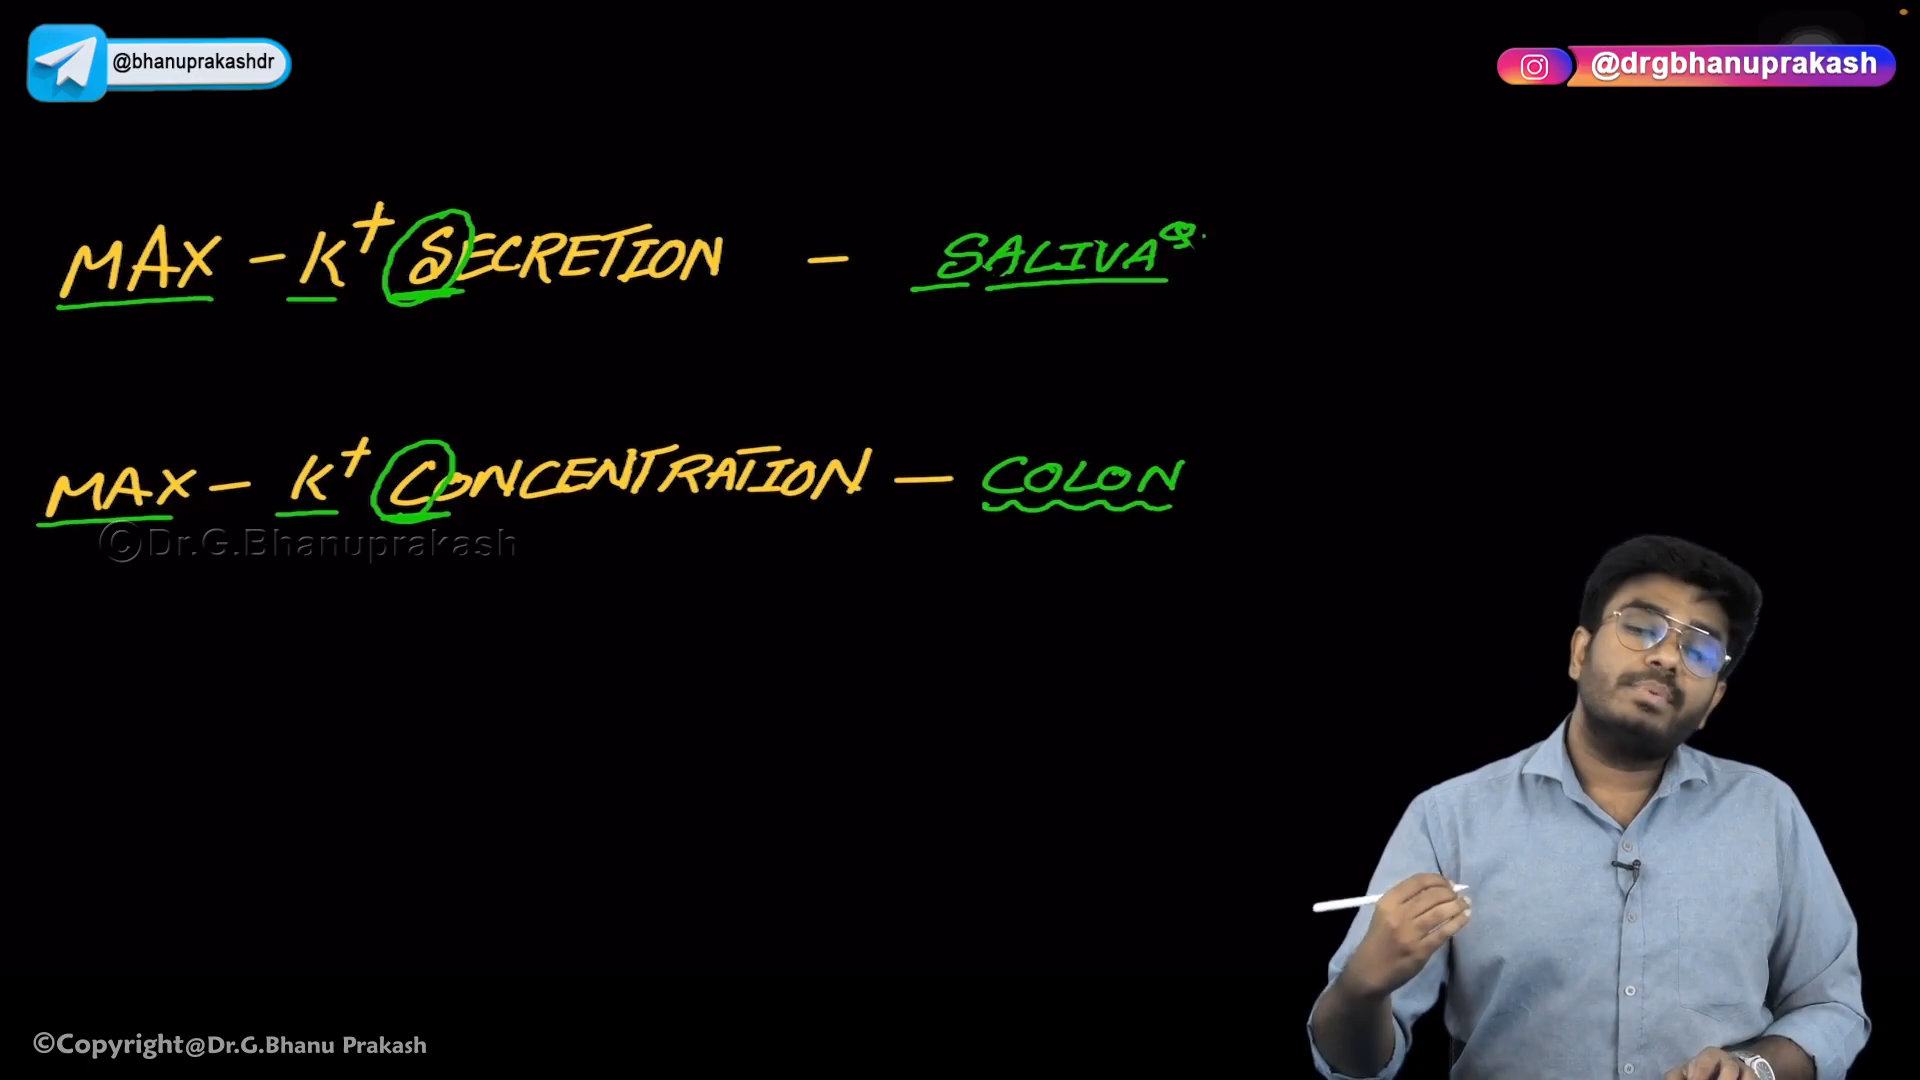 @bhanuprakashdr
@drgbhanuprakash
MAX - K+ SECRETION - SALIVA
MAX - K+ CONCENTRATION - COLON
©Dr.G.Bhanuprakash
©Copyright@Dr.G.Bhanu Prakash